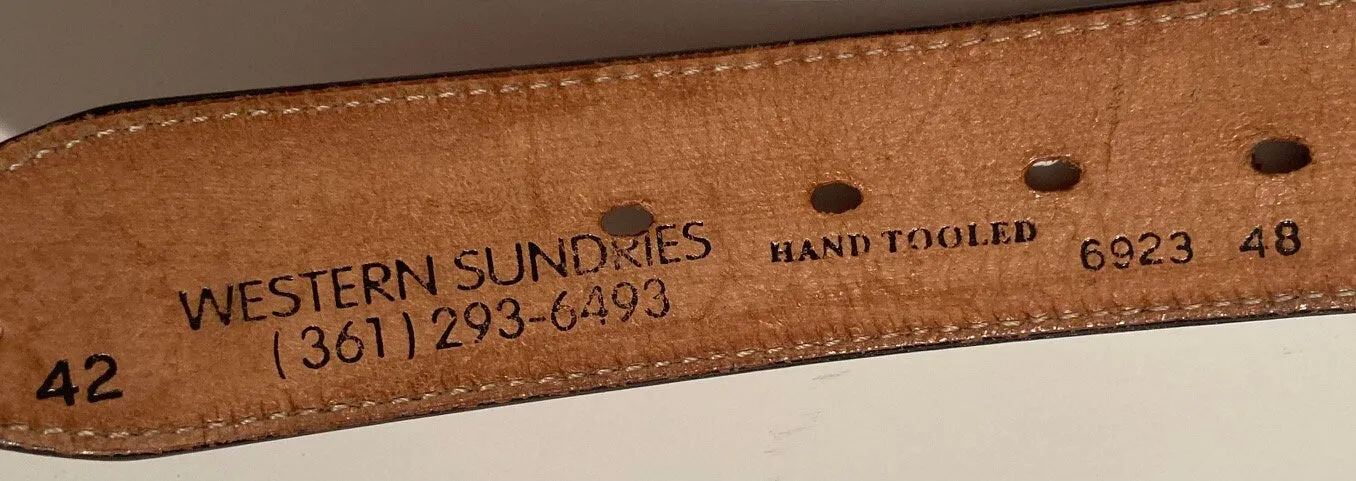 WESTERN SUNDRIES
(361) 293-6493
42
HAND TOOLED 6923 48